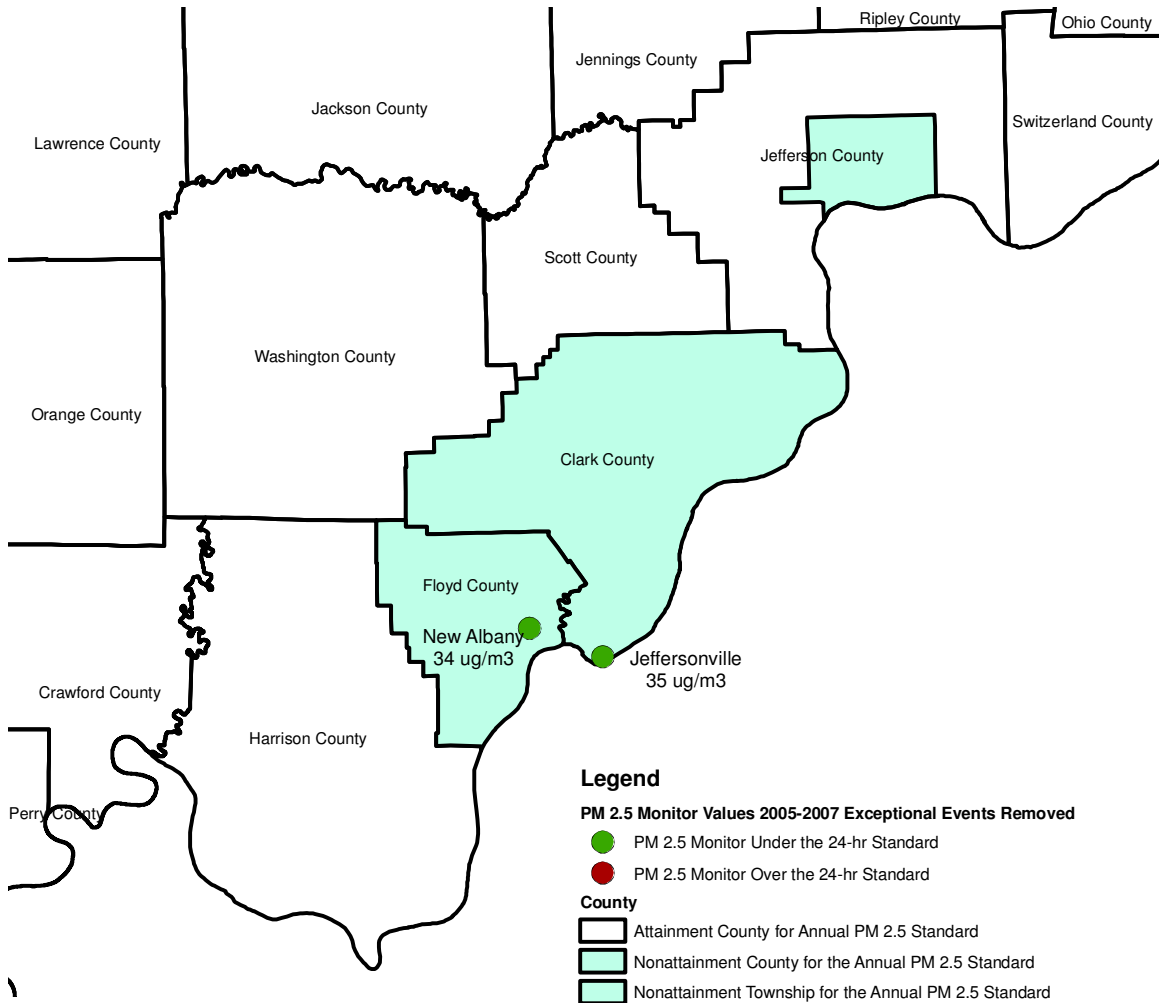 Ripley County
Ohio County
Jennings County
Jackson County
Lawrence County
Switzerland County
Jefferson County
Scott County
Washington County
Orange County
Clark County
Floyd County
New Albany
34 ug/m3
Jeffersonville
35 ug/m3
Crawford County
Harrison County
Perry County
Legend
PM 2.5 Monitor Values 2005-2007 Exceptional Events Removed
PM 2.5 Monitor Under the 24-hr Standard
PM 2.5 Monitor Over the 24-hr Standard
County
Attainment County for Annual PM 2.5 Standard
Nonattainment County for the Annual PM 2.5 Standard
Nonattainment Township for the Annual PM 2.5 Standard